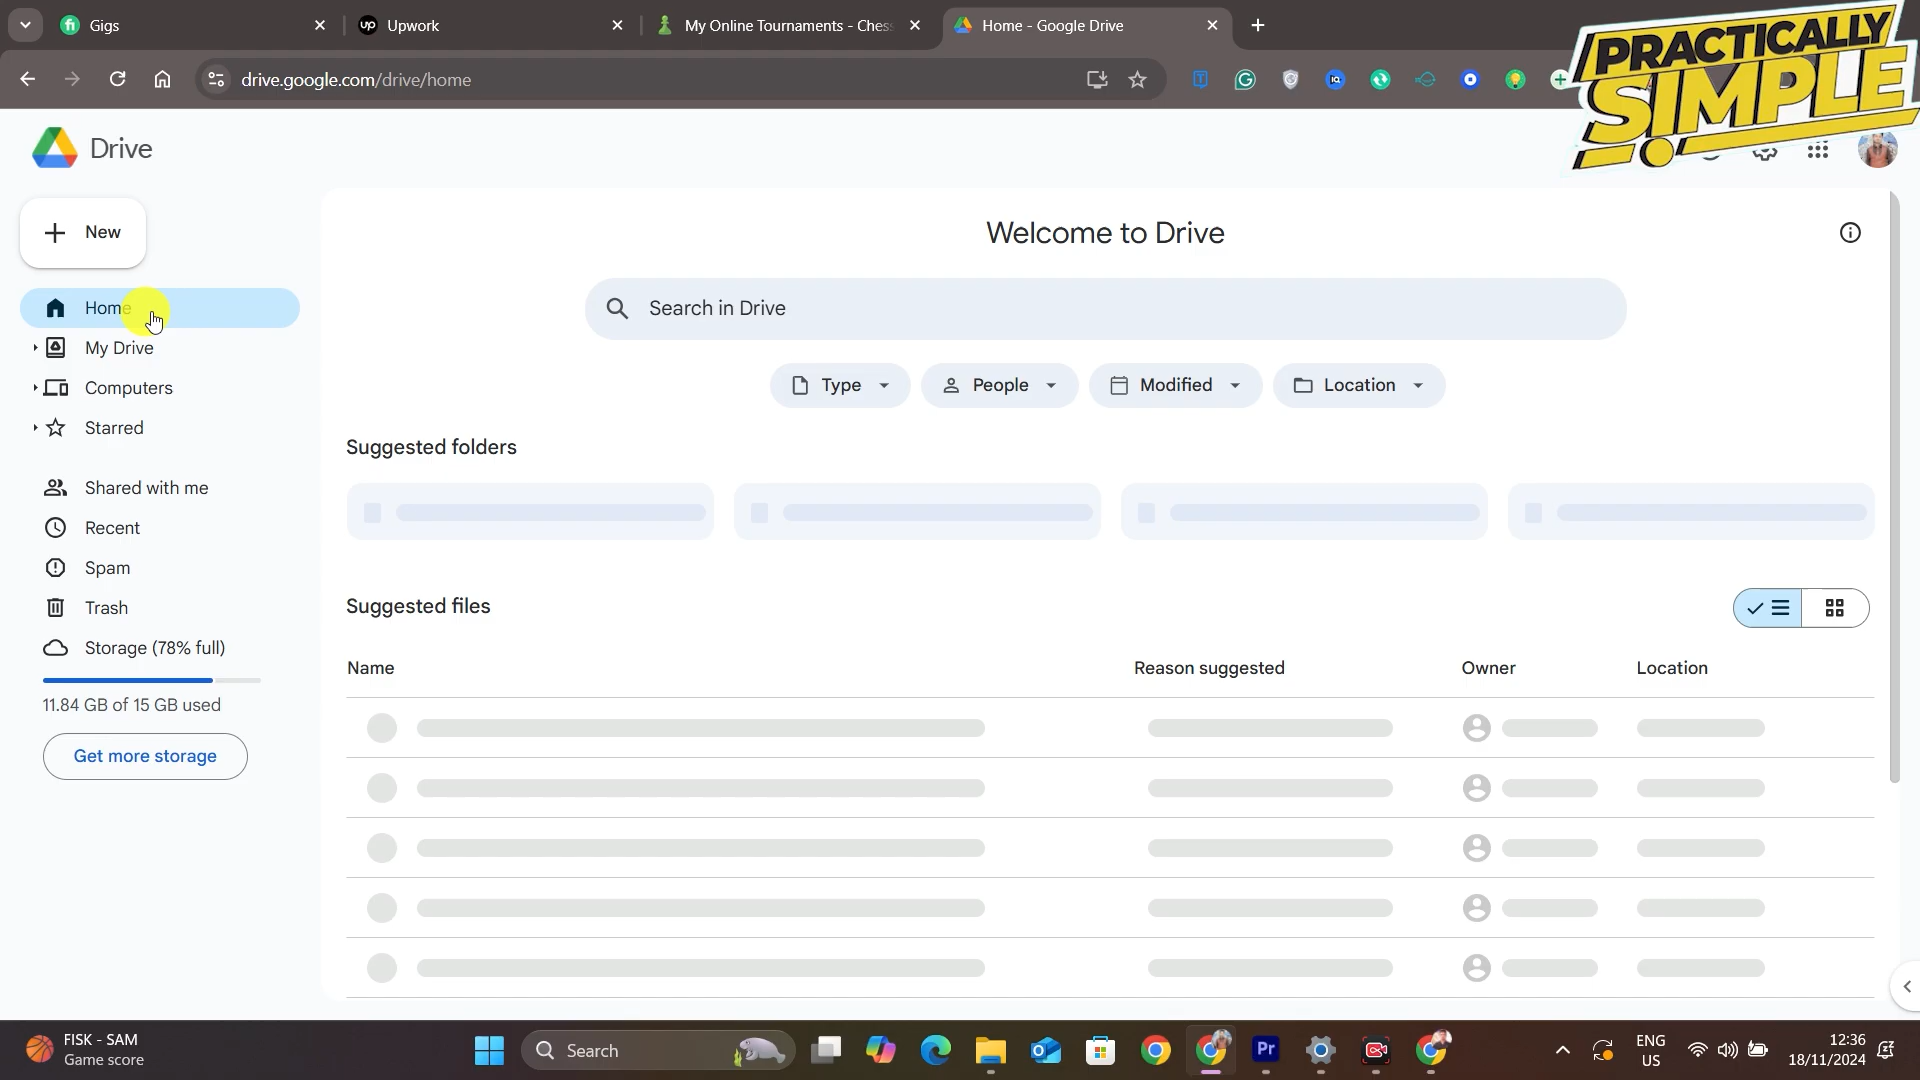 Gigs
Upwork
My Online Tournaments - Chess
Home - Google Drive
drive.google.com/drive/home
PRACTICALLY
SIMPLE
Drive
New
Welcome to Drive
Home
Search in Drive
My Drive
Computers
Starred
Type
People
Modified
Location
Suggested folders
Shared with me
Recent
Spam
Trash
Storage (78% full)
11.84 GB of 15 GB used
Get more storage
Suggested files
Name
Reason suggested
Owner
Location
FISK - SAM
Game score
Search
Pr
ENG
US
12:36
18/11/2024